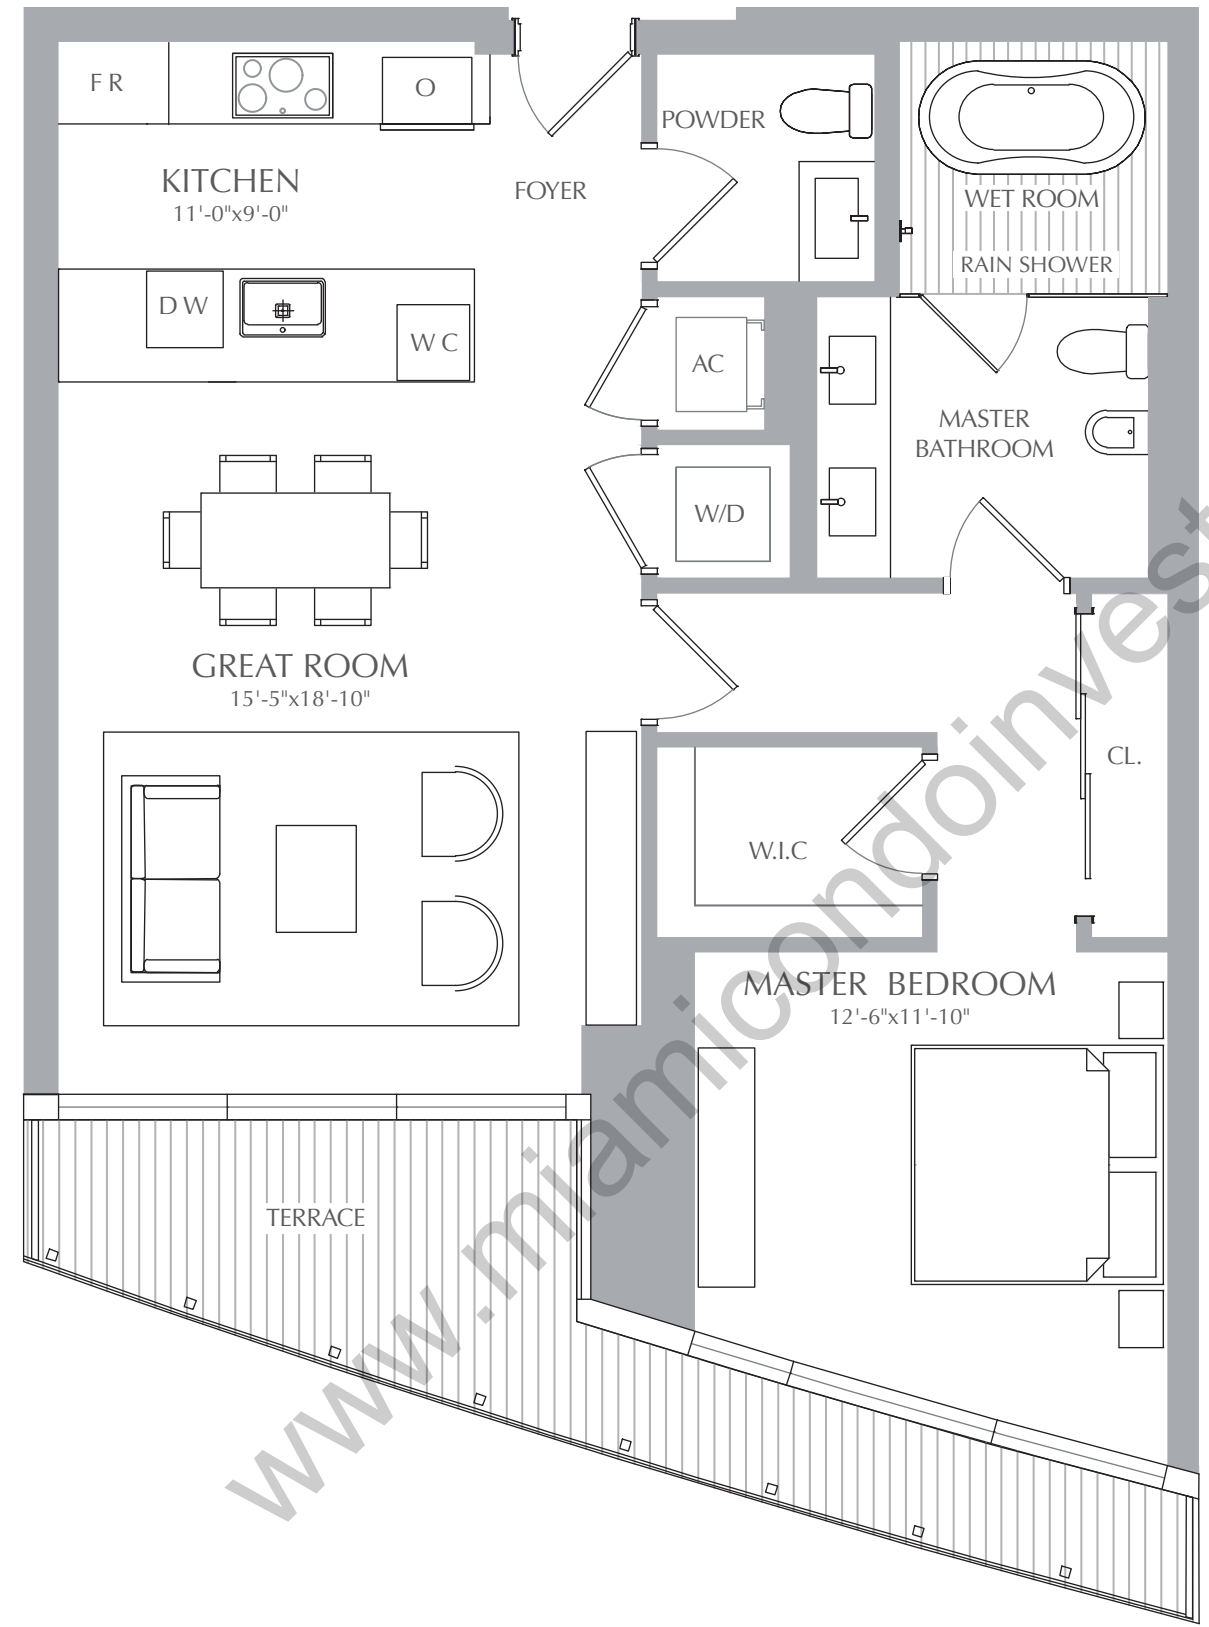 F R
O
POWDER
KITCHEN
11'-0"x9'-0"
FOYER
WET ROOM
RAIN SHOWER
D W
W C
AC
MASTER
BATHROOM
W/D
GREAT ROOM
15'-5"x18'-10"
CL.
W.I.C
MASTER BEDROOM
12'-6"x11'-10"
TERRACE
www.miamicondoinvest